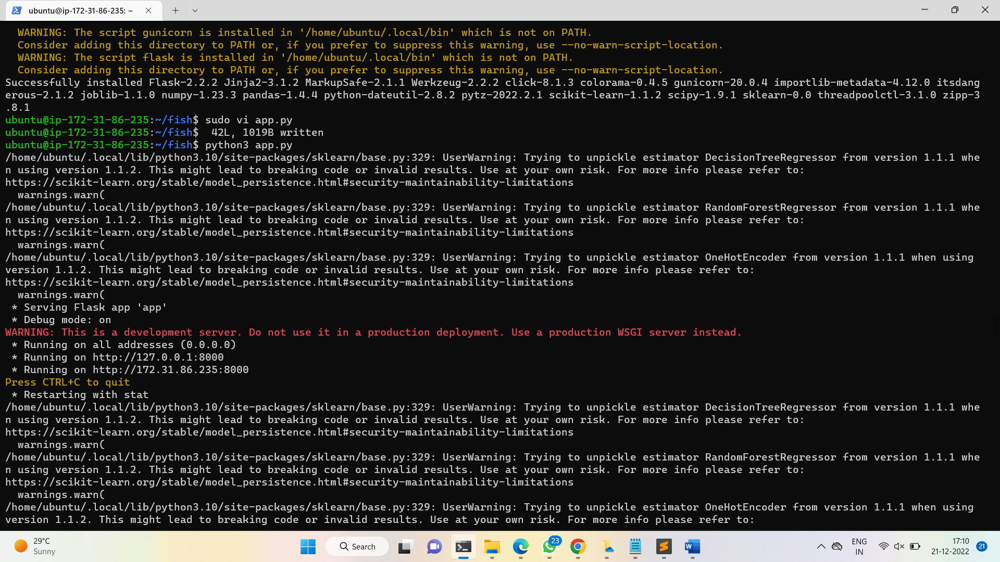 ubuntu@ip-172-31-86-235: ~
WARNING: The script gunicorn is installed in '/home/ubuntu/.local/bin' which is not on PATH.
Consider adding this directory to PATH or, if you prefer to suppress this warning, use --no-warn-script-location.
WARNING: The script flask is installed in '/home/ubuntu/.local/bin' which is not on PATH.
Consider adding this directory to PATH or, if you prefer to suppress this warning, use --no-warn-script-location.
Successfully installed Flask-2.2.2 Jinja2-3.1.2 MarkupSafe-2.1.1 Werkzeug-2.2.2 click-8.1.3 colorama-0.4.5 gunicorn-20.0.4 importlib-metadata-4.12.0 itsdang
erous-2.1.2 joblib-1.1.0 numpy-1.23.3 pandas-1.4.4 python-dateutil-2.8.2 pytz-2022.2.1 scikit-learn-1.1.2 scipy-1.9.1 sklearn-0.0 threadpoolctl-3.1.0 zipp-3
.8.1
ubuntu@ip-172-31-86-235:~/fish$ sudo vi app.py
ubuntu@ip-172-31-86-235:~/fish$  42L, 1019B written
ubuntu@ip-172-31-86-235:~/fish$ python3 app.py
/home/ubuntu/.local/lib/python3.10/site-packages/sklearn/base.py:329: UserWarning: Trying to unpickle estimator DecisionTreeRegressor from version 1.1.1 whe
n using version 1.1.2. This might lead to breaking code or invalid results. Use at your own risk. For more info please refer to:
https://scikit-learn.org/stable/model_persistence.html#security-maintainability-limitations
warnings.warn(
/home/ubuntu/.local/lib/python3.10/site-packages/sklearn/base.py:329: UserWarning: Trying to unpickle estimator RandomForestRegressor from version 1.1.1 whe
n using version 1.1.2. This might lead to breaking code or invalid results. Use at your own risk. For more info please refer to:
https://scikit-learn.org/stable/model_persistence.html#security-maintainability-limitations
warnings.warn(
/home/ubuntu/.local/lib/python3.10/site-packages/sklearn/base.py:329: UserWarning: Trying to unpickle estimator OneHotEncoder from version 1.1.1 when using
version 1.1.2. This might lead to breaking code or invalid results. Use at your own risk. For more info please refer to:
https://scikit-learn.org/stable/model_persistence.html#security-maintainability-limitations
warnings.warn(
* Serving Flask app 'app'
* Debug mode: on
WARNING: This is a development server. Do not use it in a production deployment. Use a production WSGI server instead.
* Running on all addresses (0.0.0.0)
* Running on http://127.0.0.1:8000
* Running on http://172.31.86.235:8000
Press CTRL+C to quit
* Restarting with stat
/home/ubuntu/.local/lib/python3.10/site-packages/sklearn/base.py:329: UserWarning: Trying to unpickle estimator DecisionTreeRegressor from version 1.1.1 whe
n using version 1.1.2. This might lead to breaking code or invalid results. Use at your own risk. For more info please refer to:
https://scikit-learn.org/stable/model_persistence.html#security-maintainability-limitations
warnings.warn(
/home/ubuntu/.local/lib/python3.10/site-packages/sklearn/base.py:329: UserWarning: Trying to unpickle estimator RandomForestRegressor from version 1.1.1 whe
n using version 1.1.2. This might lead to breaking code or invalid results. Use at your own risk. For more info please refer to:
https://scikit-learn.org/stable/model_persistence.html#security-maintainability-limitations
warnings.warn(
/home/ubuntu/.local/lib/python3.10/site-packages/sklearn/base.py:329: UserWarning: Trying to unpickle estimator OneHotEncoder from version 1.1.1 when using
version 1.1.2. This might lead to breaking code or invalid results. Use at your own risk. For more info please refer to:
29°C
Sunny
Search
23
W
ENG
IN
17:10
21-12-2022
21